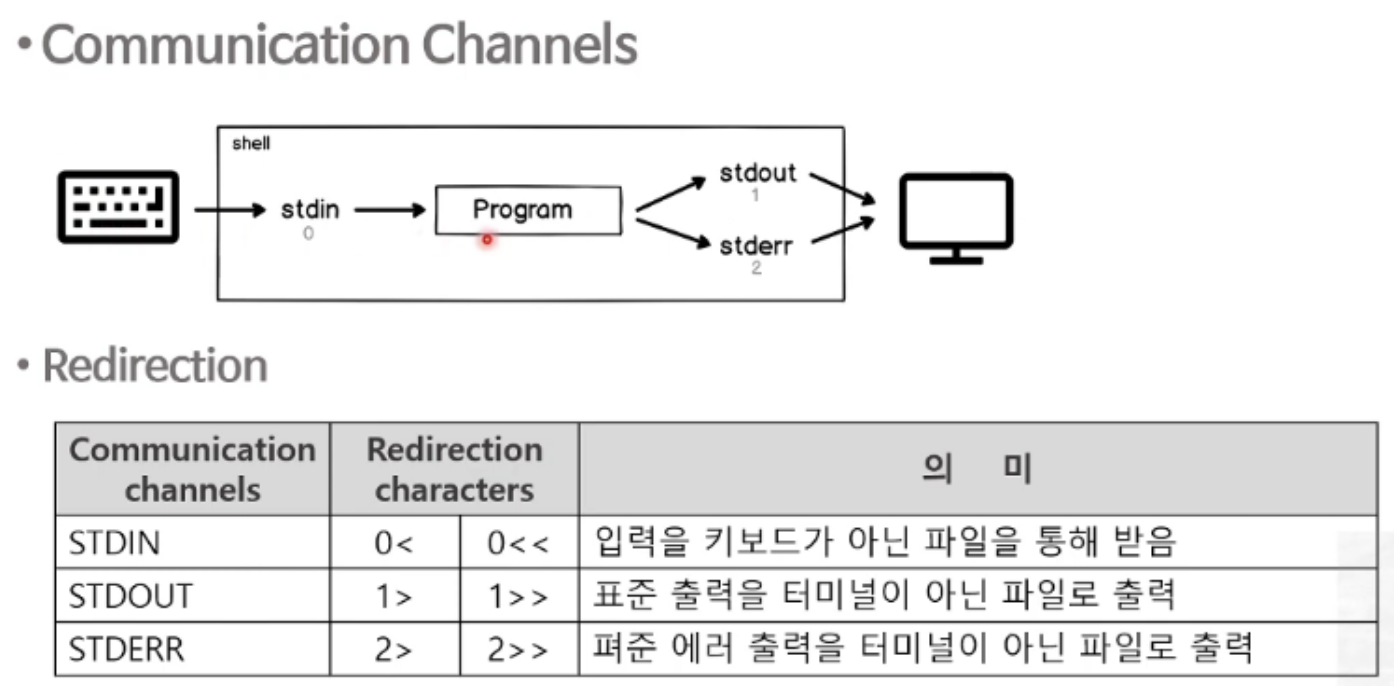 • Communication Channels
shell
stdin
0
Program
stdout
1
stderr
2
• Redirection
Communication channels
Redirection characters
의 미
STDIN 0< 0<< 입력을 키보드가 아닌 파일을 통해 받음
STDOUT 1> 1>> 표준 출력을 터미널이 아닌 파일로 출력
STDERR 2> 2>> 펴준 에러 출력을 터미널이 아닌 파일로 출력